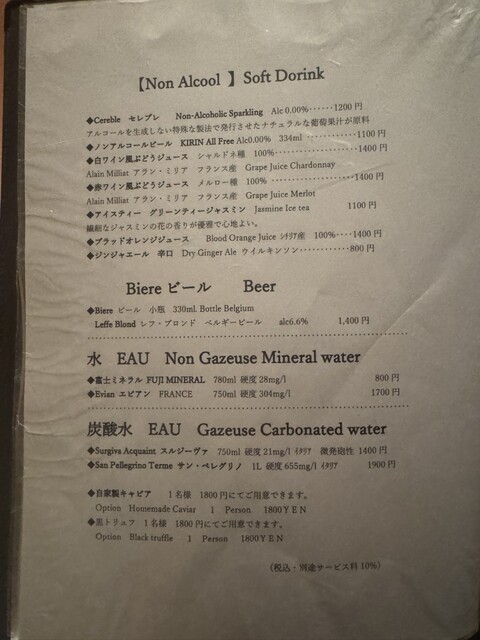 【Non Alcool 】 Soft Dorink
◆Cereble セレブレ Non-Alcoholic Sparkling Alc 0.00%‥‥‥1200 円
アルコールを生成しない特殊な製法で発行させたナチュラルな葡萄果汁が原料
◆ノンアルコールビール KIRIN All Free Alc0.00% 334ml ‥‥‥‥‥1100 円
◆白ワイン風ぶどうジュース シャルドネ種 100%‥‥‥‥‥‥‥1400 円
Alain Milliat アラン・ミリア フランス産 Grape Juice Chardonnay
◆赤ワイン風ぶどうジュース メルロー種 100% ‥‥‥‥‥‥‥1400 円
Alain Milliat アラン・ミリア フランス産 Grape Juice Merlot
◆アイスティー グリーンティージャスミン Jasmine Ice tea 1100 円
繊細なジャスミンの花の香りが優雅で心地よい。
◆ブラッドオレンジジュース Blood Orange Juice ｼﾁﾘｱ産 100%‥‥1400 円
◆ジンジャエール 辛口 Dry Ginger Ale ウイルキンソン‥‥‥‥‥‥800 円
Biere ビール Beer
◆Biere ビール 小瓶 330ml Bottle Belgium
Leffe Blond レフ・ブロンド ベルギービール alc6.6% 1,400 円
水 EAU Non Gazeuse Mineral water
◆富士ミネラル FUJI MINERAL 780ml 硬度 28mg/l 800 円
◆Evian エビアン FRANCE 750ml 硬度 304mg/l 1700 円
炭酸水 EAU Gazeuse Carbonated water
◆Surgiva Acquaint スルジーヴァ 750ml 硬度 21mg/l ｲﾀﾘｱ 微発砲性 1400 円
◆San Pellegrino Terme サン・ペレグリノ 1L 硬度 655mg/l ｲﾀﾘｱ 1900 円
◆自家製キャビア 1 名様 1800 円にてご用意できます。
Option Homemade Caviar 1 Person 1800ＹＥＮ
◆黒トリュフ 1 名様 1800 円にてご用意できます。
Option Black truffle 1 Person 1800ＹＥＮ
（税込・別途サービス料 10%）